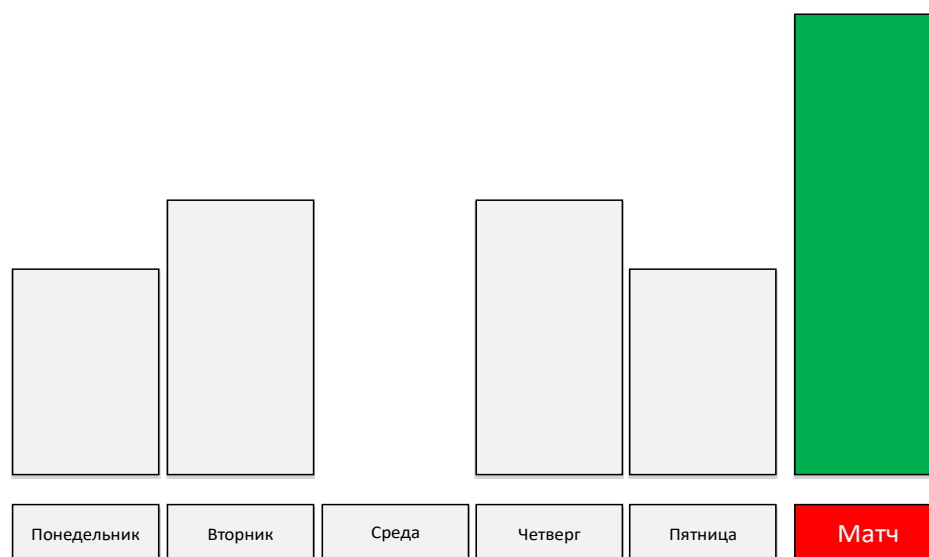 Понедельник
Вторник
Среда
Четверг
Пятница
Матч